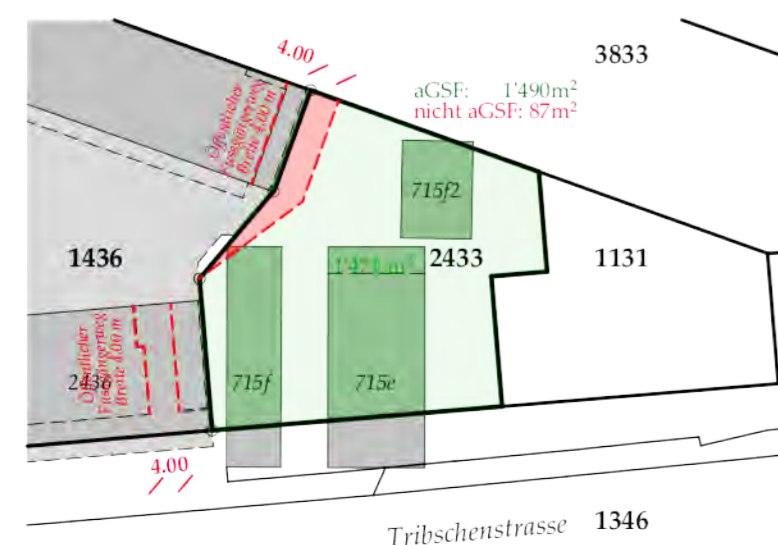 4.00
3833
aGSF: 1'490m²
nicht aGSF: 87m²
Öffentlicher
Fussgängerweg
Breite 4.00 m
715f2
1436
2433
1131
Öffentlicher
Fussgängerweg
Breite 4.00 m
2436
715f
715e
4.00
Tribschenstrasse
1346